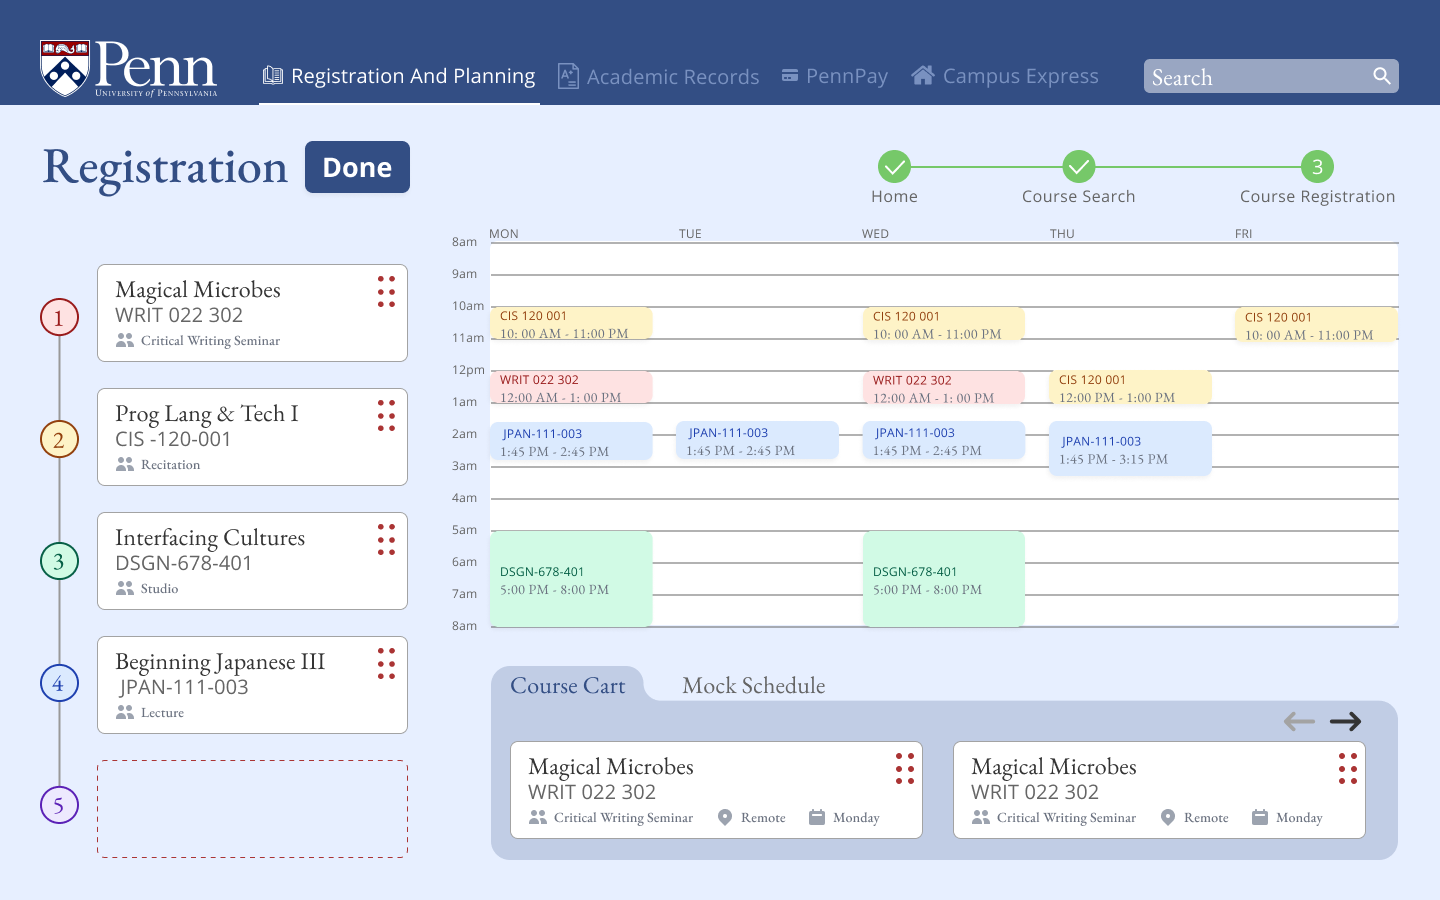 Penn
University of Pennsylvania
Registration And Planning
A+
Academic Records
PennPay
Campus Express
Search
Registration
Done
3
Home
Course Search
Course Registration
MON
TUE
WED
THU
FRI
8am
9am
10am
11am
12pm
1am
2am
3am
4am
5am
6am
7am
8am
CIS 120 001
10: 00 AM - 11:00 PM
CIS 120 001
10: 00 AM - 11:00 PM
CIS 120 001
10: 00 AM - 11:00 PM
WRIT 022 302
12:00 AM - 1: 00 PM
WRIT 022 302
12:00 AM - 1: 00 PM
CIS 120 001
12:00 PM - 1:00 PM
JPAN-111-003
1:45 PM - 2:45 PM
JPAN-111-003
1:45 PM - 2:45 PM
JPAN-111-003
1:45 PM - 2:45 PM
JPAN-111-003
1:45 PM - 3:15 PM
DSGN-678-401
5:00 PM - 8:00 PM
DSGN-678-401
5:00 PM - 8:00 PM
1
Magical Microbes
WRIT 022 302
Critical Writing Seminar
2
Prog Lang & Tech I
CIS -120-001
Recitation
3
Interfacing Cultures
DSGN-678-401
Studio
4
Beginning Japanese III
JPAN-111-003
Lecture
5
Course Cart
Mock Schedule
Magical Microbes
WRIT 022 302
Critical Writing Seminar
Remote
Monday
Magical Microbes
WRIT 022 302
Critical Writing Seminar
Remote
Monday